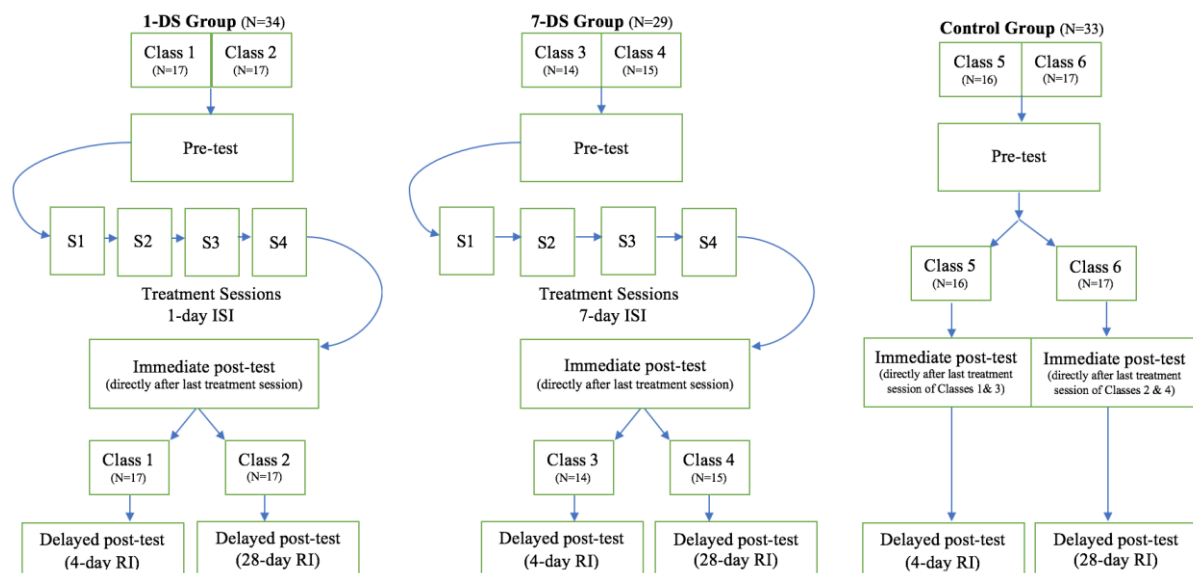 1-DS Group (N=34)
Class 1
(N=17)
Class 2
(N=17)
Pre-test
S1
S2
S3
S4
Treatment Sessions
1-day ISI
Immediate post-test
(directly after last treatment session)
Class 1
(N=17)
Class 2
(N=17)
Delayed post-test
(4-day RI)
Delayed post-test
(28-day RI)
7-DS Group (N=29)
Class 3
(N=14)
Class 4
(N=15)
Pre-test
S1
S2
S3
S4
Treatment Sessions
7-day ISI
Immediate post-test
(directly after last treatment session)
Class 3
(N=14)
Class 4
(N=15)
Delayed post-test
(4-day RI)
Delayed post-test
(28-day RI)
Control Group (N=33)
Class 5
(N=16)
Class 6
(N=17)
Pre-test
Class 5
(N=16)
Class 6
(N=17)
Immediate post-test
(directly after last treatment
session of Classes 1& 3)
Immediate post-test
(directly after last treatment
session of Classes 2 & 4)
Delayed post-test
(4-day RI)
Delayed post-test
(28-day RI)